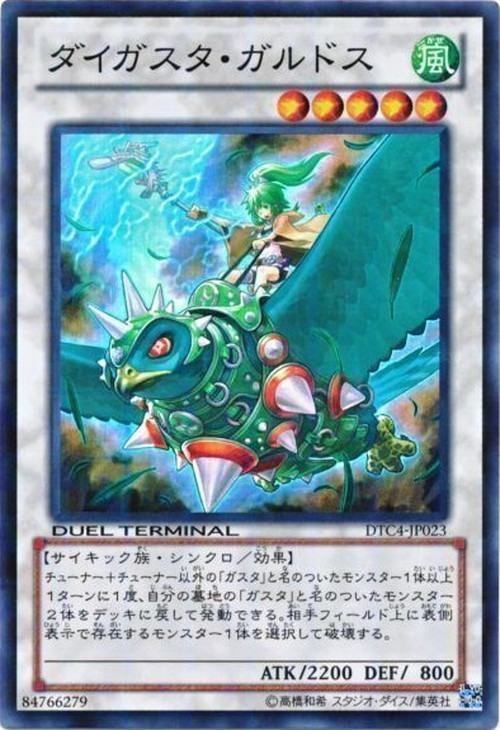 ダイガスタ・ガルドス
風
DUEL TERMINAL
DTC4-JP023
【サイキック族・シンクロ/効果】
チューナー+チューナー以外の「ガスタ」と名のついたモンスター1体以上
1ターンに1度、自分の墓地の「ガスタ」と名のついたモンスター
2体をデッキに戻して発動できる。相手フィールド上に表側
表示で存在するモンスター1体を選択して破壊する。
ATK/2200 DEF/ 800
84766279
©高橋和希 スタジオ・ダイス/集英社